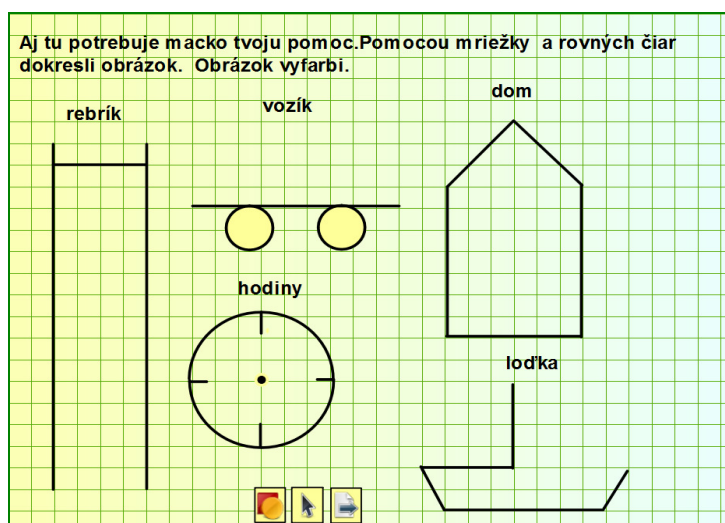 Aj tu potrebuje macko tvoju pomoc.Pomocou mriežky a rovných čiar
dokresli obrázok. Obrázok vyfarbi.
rebrík
vozík
dom
hodiny
loďka